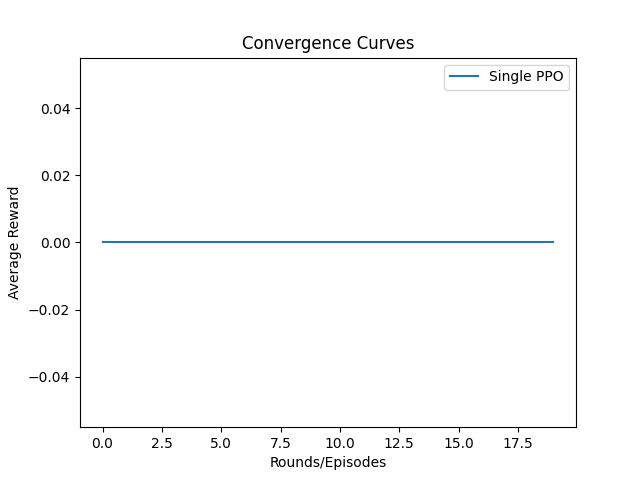 Convergence Curves
Single PPO
Average Reward
0.04
0.02
0.00
−0.02
−0.04
0.0 2.5 5.0 7.5 10.0 12.5 15.0 17.5
Rounds/Episodes